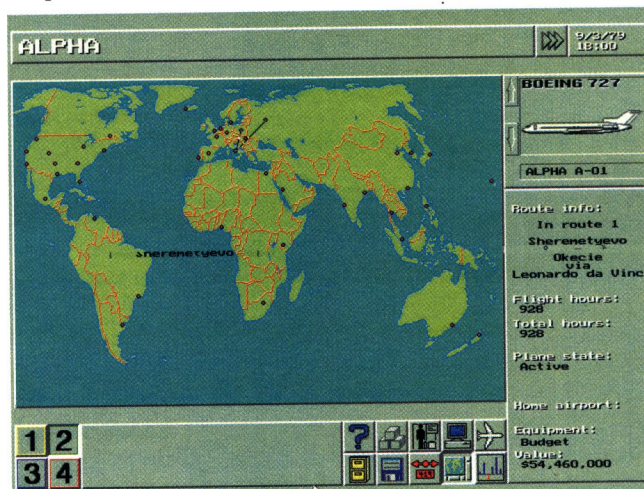 ALPHA
9/3/79
18:00
BOEING 727
ALPHA A-01
Route info:
In route 1
Sheremetyevo
-
Okecie
via
Leonardo da Vinc
Flight hours:
928
Total hours:
928
Plane state:
Active
Home airport:
Equipment:
Budget
Value:
$54,460,000
Sheremetyevo
1 2
3 4
?